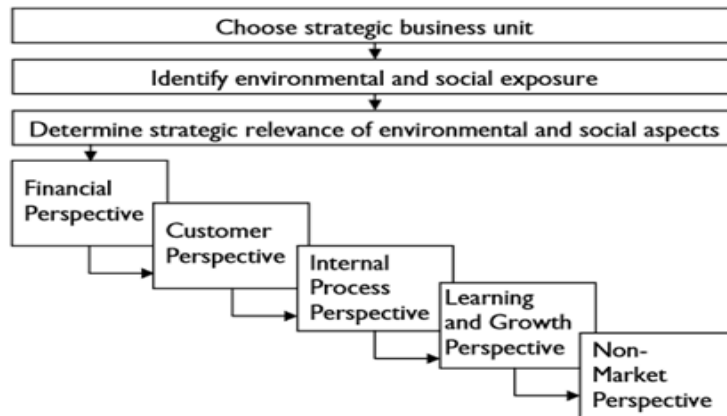 Choose strategic business unit
Identify environmental and social exposure
Determine strategic relevance of environmental and social aspects
Financial
Perspective
Customer
Perspective
Internal
Process
Perspective
Learning
and Growth
Perspective
Non-
Market
Perspective